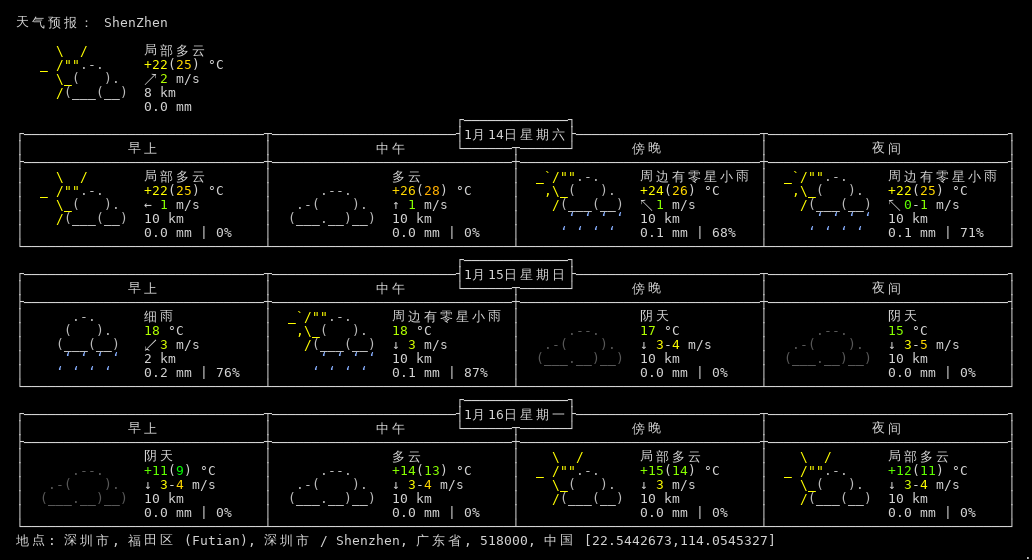 天气预报： ShenZhen
局部多云
+22(25) °C
↗2 m/s
8 km
0.0 mm
1月14日星期六
早上 中午 傍晚 夜间
局部多云 多云 周边有零星小雨 周边有零星小雨
+22(25) °C +26(28) °C +24(26) °C +22(25) °C
← 1 m/s ↑ 1 m/s ↖1 m/s ↖0-1 m/s
10 km 10 km 10 km 10 km
0.0 mm | 0% 0.0 mm | 0% 0.1 mm | 68% 0.1 mm | 71%
1月15日星期日
早上 中午 傍晚 夜间
细雨 周边有零星小雨 阴天 阴天
18 °C 18 °C 17 °C 15 °C
↙3 m/s ↓ 3 m/s ↓ 3-4 m/s ↓ 3-5 m/s
2 km 10 km 10 km 10 km
0.2 mm | 76% 0.1 mm | 87% 0.0 mm | 0% 0.0 mm | 0%
1月16日星期一
早上 中午 傍晚 夜间
阴天 多云 局部多云 局部多云
+11(9) °C +14(13) °C +15(14) °C +12(11) °C
↓ 3-4 m/s ↓ 3-4 m/s ↓ 3 m/s ↓ 3-4 m/s
10 km 10 km 10 km 10 km
0.0 mm | 0% 0.0 mm | 0% 0.0 mm | 0% 0.0 mm | 0%
地点: 深圳市, 福田区 (Futian), 深圳市 / Shenzhen, 广东省, 518000, 中国 [22.5442673,114.0545327]